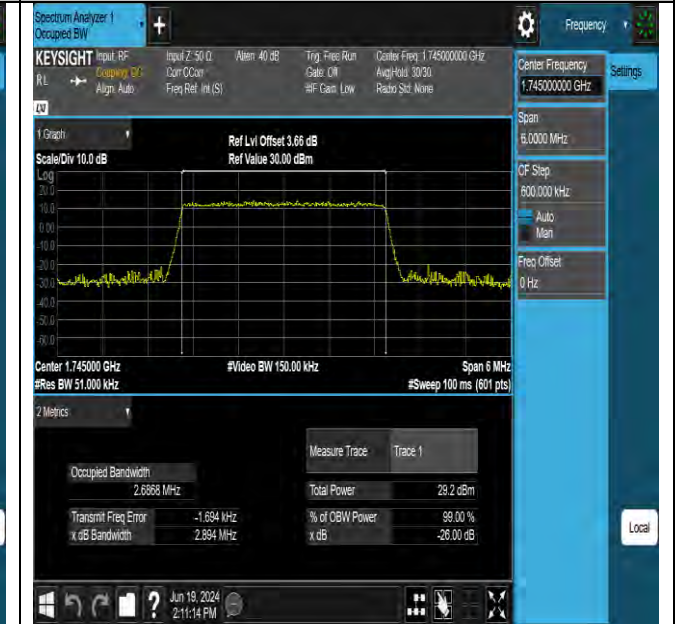 Spectrum Analyzer 1
Occupied BW
+
Frequency
KEYSIGHT
Input: RF
Coupling: DC
Align: Auto
RL
LXI
Input Z: 50 Ω
Corr CCorr
Freq Ref: Int (S)
Atten: 40 dB
Trig: Free Run
Gate: Off
#IF Gain: Low
Center Freq: 1.745000000 GHz
Avg|Hold: 30/30
Radio Std: None
Center Frequency
1.745000000 GHz
Settings
Span
6.0000 MHz
CF Step
600.000 kHz
Auto
Man
Freq Offset
0 Hz
1 Graph
Scale/Div 10.0 dB
Ref Lvl Offset 3.66 dB
Ref Value 30.00 dBm
Log
20.0
10.0
0.00
-10.0
-20.0
-30.0
-40.0
-50.0
-60.0
Center 1.745000 GHz
#Res BW 51.000 kHz
#Video BW 150.00 kHz
Span 6 MHz
#Sweep 100 ms (601 pts)
2 Metrics
Measure Trace
Trace 1
Occupied Bandwidth
2.6868 MHz
Total Power
29.2 dBm
Transmit Freq Error
-1.694 kHz
% of OBW Power
99.00 %
x dB Bandwidth
2.894 MHz
x dB
-26.00 dB
Local
?
Jun 19, 2024
2:11:14 PM